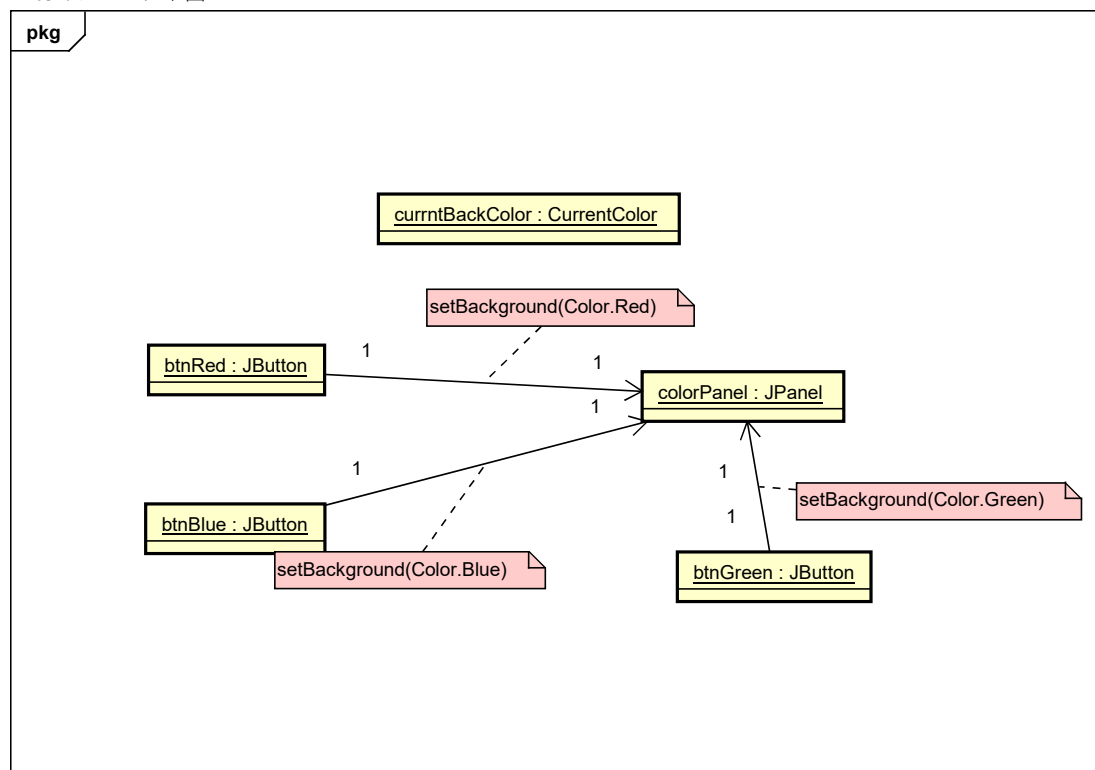 pkg
currntBackColor : CurrentColor
setBackground(Color.Red)
btnRed : JButton
1
1
colorPanel : JPanel
1
1
btnBlue : JButton
setBackground(Color.Blue)
1
setBackground(Color.Green)
1
btnGreen : JButton